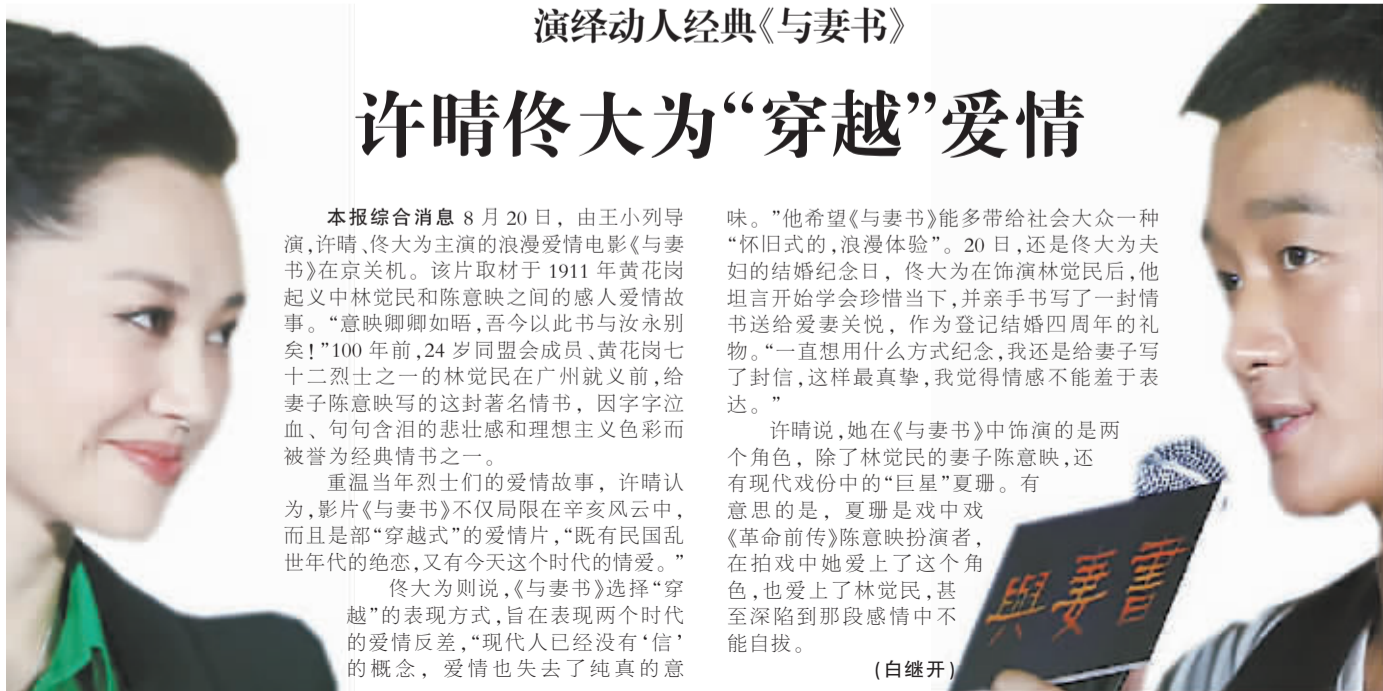 演绎动人经典《与妻书》
许晴佟大为“穿越”爱情
本报综合消息 8 月 20 日，由王小列导
演，许晴、佟大为主演的浪漫爱情电影《与妻
书》在京关机。该片取材于 1911 年黄花岗
起义中林觉民和陈意映之间的感人爱情故
事。“意映卿卿如晤，吾今以此书与汝永别
矣！”100 年前，24 岁同盟会成员、黄花岗七
十二烈士之一的林觉民在广州就义前，给
妻子陈意映写的这封著名情书，因字字泣
血、句句含泪的悲壮感和理想主义色彩而
被誉为经典情书之一。
重温当年烈士们的爱情故事，许晴认
为，影片《与妻书》不仅局限在辛亥风云中，
而且是部“穿越式”的爱情片，“既有民国乱
世年代的绝恋，又有今天这个时代的情爱。”
佟大为则说，《与妻书》选择“穿
越”的表现方式，旨在表现两个时代
的爱情反差，“现代人已经没有‘信’
的概念，爱情也失去了纯真的意
味。”他希望《与妻书》能多带给社会大众一种
“怀旧式的，浪漫体验”。20 日，还是佟大为夫
妇的结婚纪念日，佟大为在饰演林觉民后，他
坦言开始学会珍惜当下，并亲手书写了一封情
书送给爱妻关悦，作为登记结婚四周年的礼
物。“一直想用什么方式纪念，我还是给妻子写
了封信，这样最真挚，我觉得情感不能羞于表
达。”
许晴说，她在《与妻书》中饰演的是两
个角色，除了林觉民的妻子陈意映，还
有现代戏份中的“巨星”夏珊。有
意思的是，夏珊是戏中戏
《革命前传》陈意映扮演者，
在拍戏中她爱上了这个角
色，也爱上了林觉民，甚
至深陷到那段感情中不
能自拔。
（白继开）
與妻書